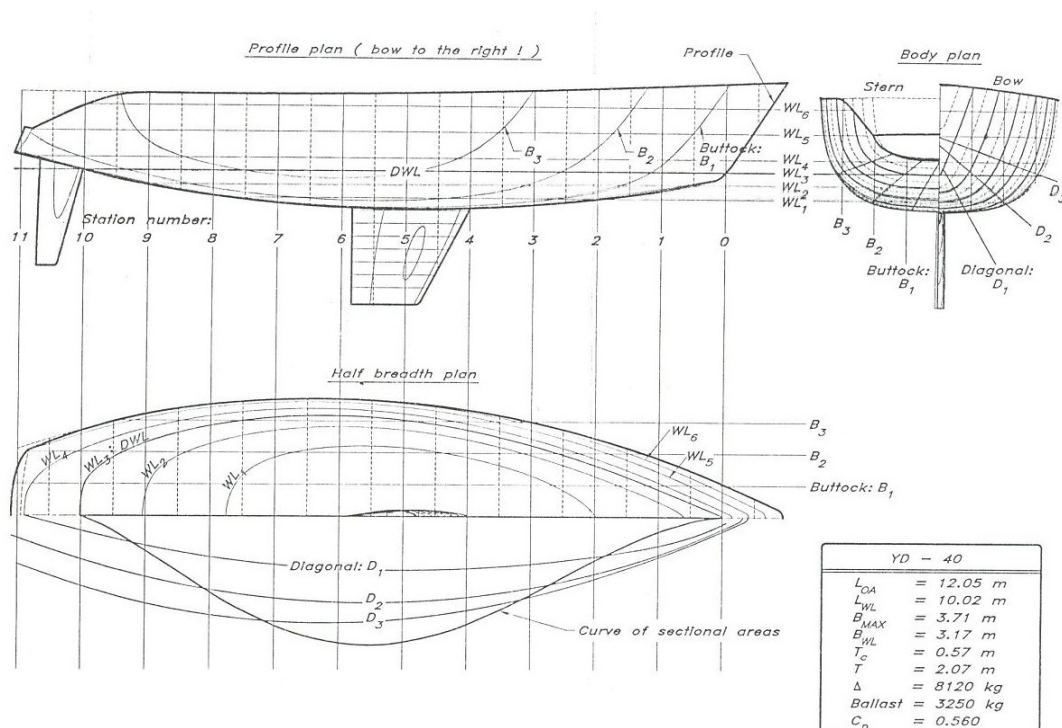 Profile plan ( bow to the right ! )
Profile
Body plan
Stern
Bow
WL6
WL5
WL4
WL3
WL2
WL1
B3
B2
Buttock:
B1
DWL
Station number:
11 10 9 8 7 6 5 4 3 2 1 0
D2
B3
B2
Buttock:
B1
Diagonal:
D1
Half breadth plan
B3
WL6
WL5
B2
Buttock: B1
WL4
WL3: DWL
WL2
WL1
Diagonal: D1
D2
D3
Curve of sectional areas
YD - 40
LOA = 12.05 m
LWL = 10.02 m
BMAX = 3.71 m
BWL = 3.17 m
Tc = 0.57 m
T = 2.07 m
Δ = 8120 kg
Ballast = 3250 kg
= 0.560